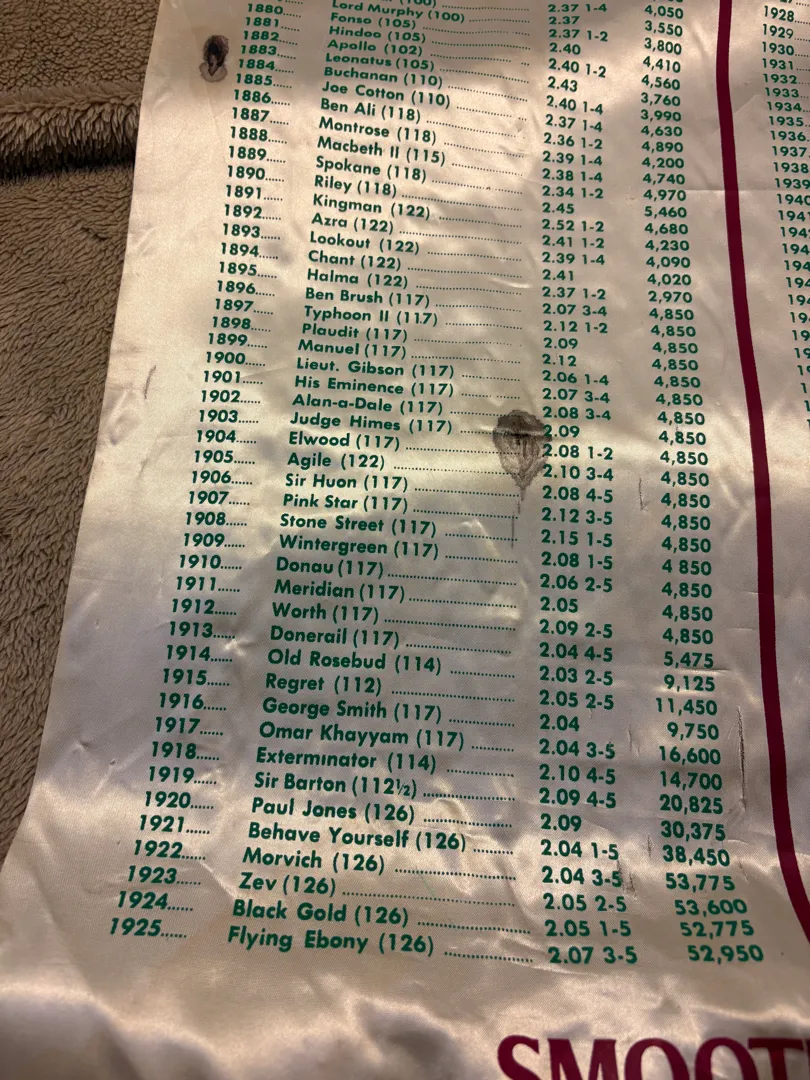 2.37 1-4 4,050
Lord Murphy (100) 2.37 3,550
1880 Fonso (105) 2.37 1-2 3,800
1881 Hindoo (105) 2.40 4,410
1882 Apollo (102) 2.40 1-2 4,560
1883 Leonatus (105) 2.43 3,760
1884 Buchanan (110) 2.40 1-4 3,990
1885 Joe Cotton (110) 2.37 1-4 4,630
1886 Ben Ali (118) 2.36 1-2 4,890
1887 Montrose (118) 2.39 1-4 4,200
1888 Macbeth II (115) 2.38 1-4 4,740
1889 Spokane (118) 2.34 1-2 4,970
1890 Riley (118) 2.45 5,460
1891 Kingman (122) 2.52 1-2 4,680
1892 Azra (122) 2.41 1-2 4,230
1893 Lookout (122) 2.39 1-4 4,090
1894 Chant (122) 2.41 4,020
1895 Halma (122) 2.37 1-2 2,970
1896 Ben Brush (117) 2.07 3-4 4,850
1897 Typhoon II (117) 2.12 1-2 4,850
1898 Plaudit (117) 2.09 4,850
1899 Manuel (117) 2.12 4,850
1900 Lieut. Gibson (117) 2.06 1-4 4,850
1901 His Eminence (117) 2.07 3-4 4,850
1902 Alan-a-Dale (117) 2.08 3-4 4,850
1903 Judge Himes (117) 2.09 4,850
1904 Elwood (117) 2.08 1-2 4,850
1905 Agile (122) 2.10 3-4 4,850
1906 Sir Huon (117) 2.08 4-5 4,850
1907 Pink Star (117) 2.12 3-5 4,850
1908 Stone Street (117) 2.15 1-5 4,850
1909 Wintergreen (117) 2.08 1-5 4 850
1910 Donau (117) 2.06 2-5 4,850
1911 Meridian (117) 2.05 4,850
1912 Worth (117) 2.09 2-5 4,850
1913 Donerail (117) 2.04 4-5 5,475
1914 Old Rosebud (114) 2.03 2-5 9,125
1915 Regret (112) 2.05 2-5 11,450
1916 George Smith (117) 2.04 9,750
1917 Omar Khayyam (117) 2.04 3-5 16,600
1918 Exterminator (114) 2.10 4-5 14,700
1919 Sir Barton (112½) 2.09 4-5 20,825
1920 Paul Jones (126) 2.09 30,375
1921 Behave Yourself (126) 2.04 1-5 38,450
1922 Morvich (126) 2.04 3-5 53,775
1923 Zev (126) 2.05 2-5 53,600
1924 Black Gold (126) 2.05 1-5 52,775
1925 Flying Ebony (126) 2.07 3-5 52,950
1928
1929
1930
1931
1932
1933
1934
1935
1936
1937
1938
1939
1940
SMOOT